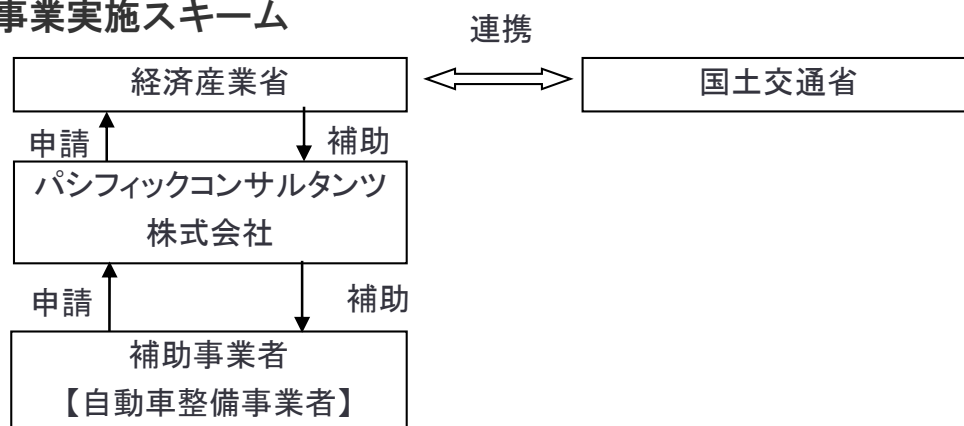 事業実施スキーム
連携
経済産業省
国土交通省
申請
補助
パシフィックコンサルタンツ
株式会社
申請
補助
補助事業者
【自動車整備事業者】